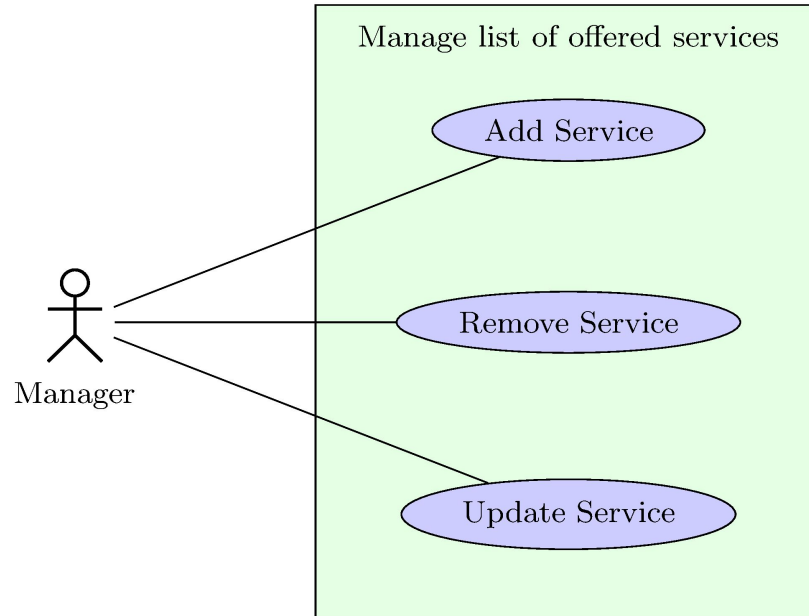 Manage list of offered services
Add Service
Remove Service
Manager
Update Service